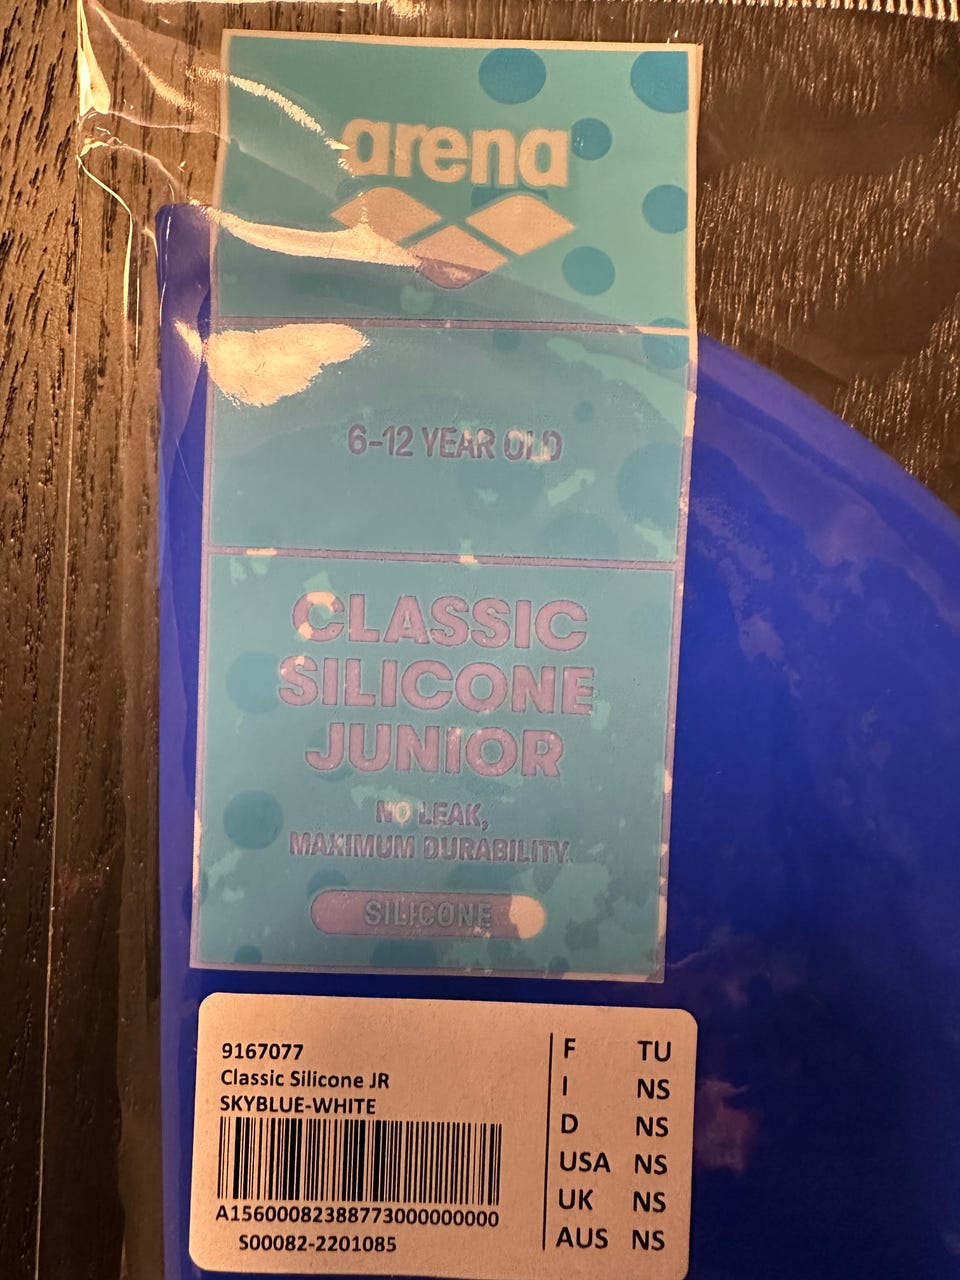 arena
6-12 YEAR OLD
CLASSIC
SILICONE
JUNIOR
NO LEAK,
MAXIMUM DURABILITY
SILICONE
9167077
Classic Silicone JR
SKYBLUE-WHITE
A15600082388773000000000
S00082-2201085
F TU
I NS
D NS
USA NS
UK NS
AUS NS